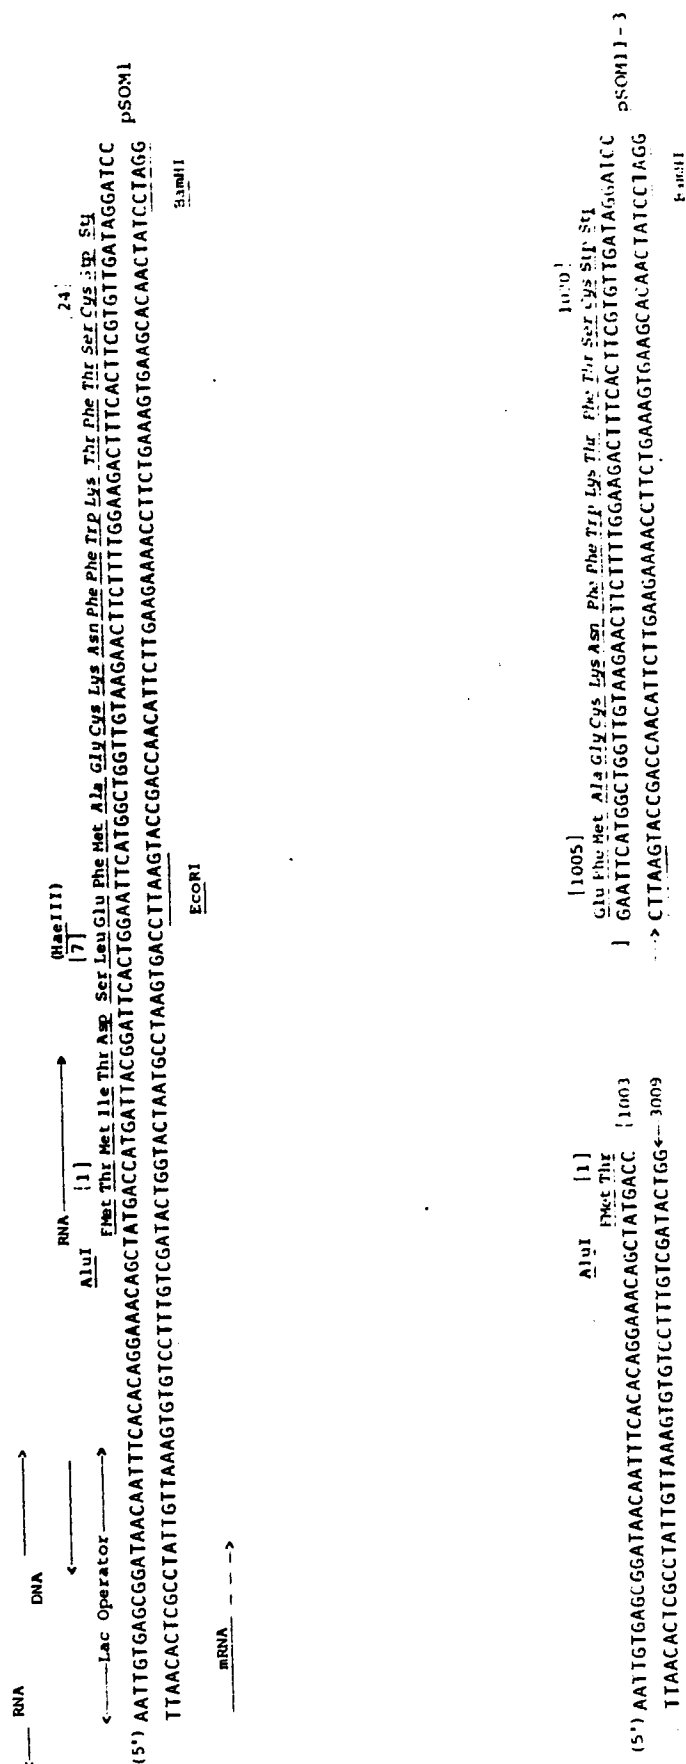 <---- RNA ---->
DNA
<----
RNA ---->
(HaeIII)
AluI [1] [7] 24]
<----Lac Operator---->
FMet Thr Met Ile Thr Asp Ser Leu Glu Phe Met Ala Gly Cys Lys Asn Phe Phe Trp Lys Thr Phe Thr Ser Cys Stp Stp
(5') AATTGTGAGCGGATAACAATTTCACACAGGAAACAGCTATGACCATGATTACGGATTCACTGGAATTCATGGCTGGTTGTAAGAACTTCTTTTGGAAGACTTTCACTTCGTGTTGATAGGATCC pSOM1
TTAACACTCGCCTATTGTTAAAGTGTGTCCTTTGTCGATACTGGTACTAATGCCTAAGTGACCTTAAGTACCGACCAACATTCTTGAAGAAAACCTTCTGAAAGTGAAGCACAACTATCCTAGG
EcoRI BamHI
mRNA - - - ->
AluI [1] [1005] 1020]
FMet Thr Glu Phe Met Ala Gly Cys Lys Asn Phe Phe Trp Lys Thr Phe Thr Ser Cys Stp Stp
(5') AATTGTGAGCGGATAACAATTTCACACAGGAAACAGCTATGACC [1003 ] GAATTCATGGCTGGTTGTAAGAACTTCTTTTGGAAGACTTTCACTTCGTGTTGATAGGATCC pSOM11-3
TTAACACTCGCCTATTGTTAAAGTGTGTCCTTTGTCGATACTGG<-- 3009 ---> CTTAAGTACCGACCAACATTCTTGAAGAAAACCTTCTGAAAGTGAAGCACAACTATCCTAGG
BamHI